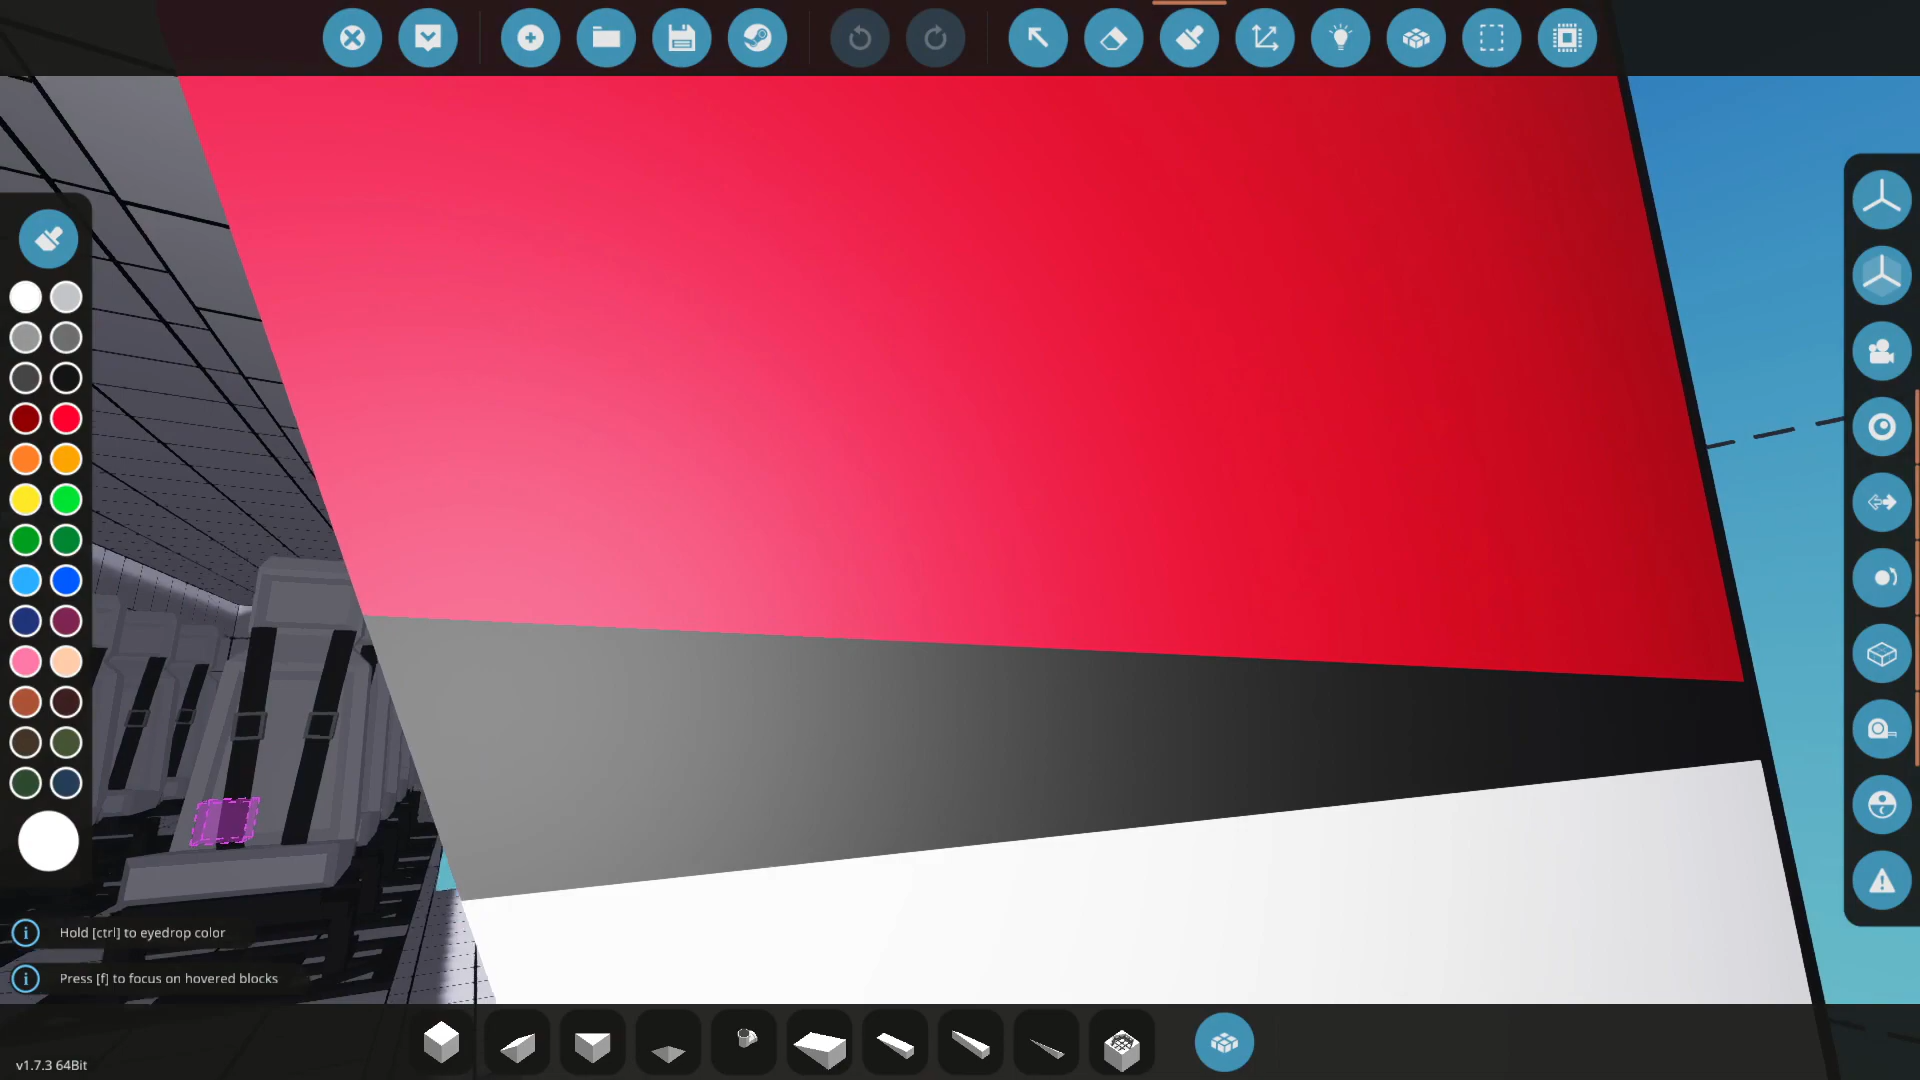 Hold [ctrl] to eyedrop color
Press [f] to focus on hovered blocks
v1.7.3 64Bit